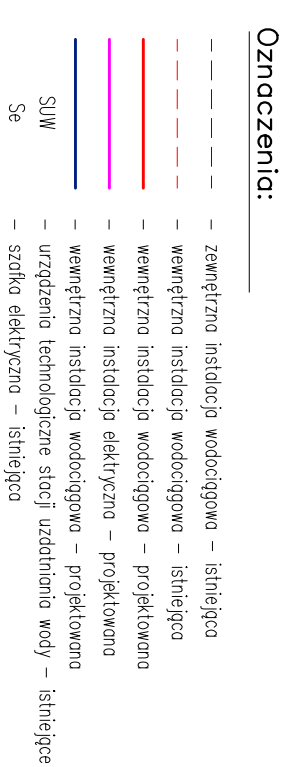 Oznaczenia:
– zewnętrzna instalacja wodociągowa – istniejąca
– wewnętrzna instalacja wodociągowa – istniejąca
– wewnętrzna instalacja wodociągowa – projektowana
– wewnętrzna instalacja elektryczna – projektowana
– wewnętrzna instalacja wodociągowa – projektowana
SUW – urządzenia technologiczne stacji uzdatniania wody – istniejące
Se – szafka elektryczna – istniejąca